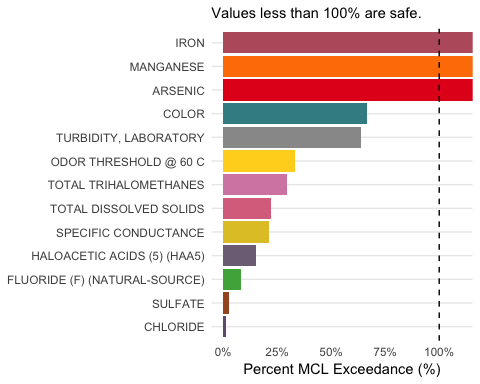 Values less than 100% are safe.
IRON
MANGANESE
ARSENIC
COLOR
TURBIDITY, LABORATORY
ODOR THRESHOLD @ 60 C
TOTAL TRIHALOMETHANES
TOTAL DISSOLVED SOLIDS
SPECIFIC CONDUCTANCE
HALOACETIC ACIDS (5) (HAA5)
FLUORIDE (F) (NATURAL-SOURCE)
SULFATE
CHLORIDE
0% 25% 50% 75% 100%
Percent MCL Exceedance (%)